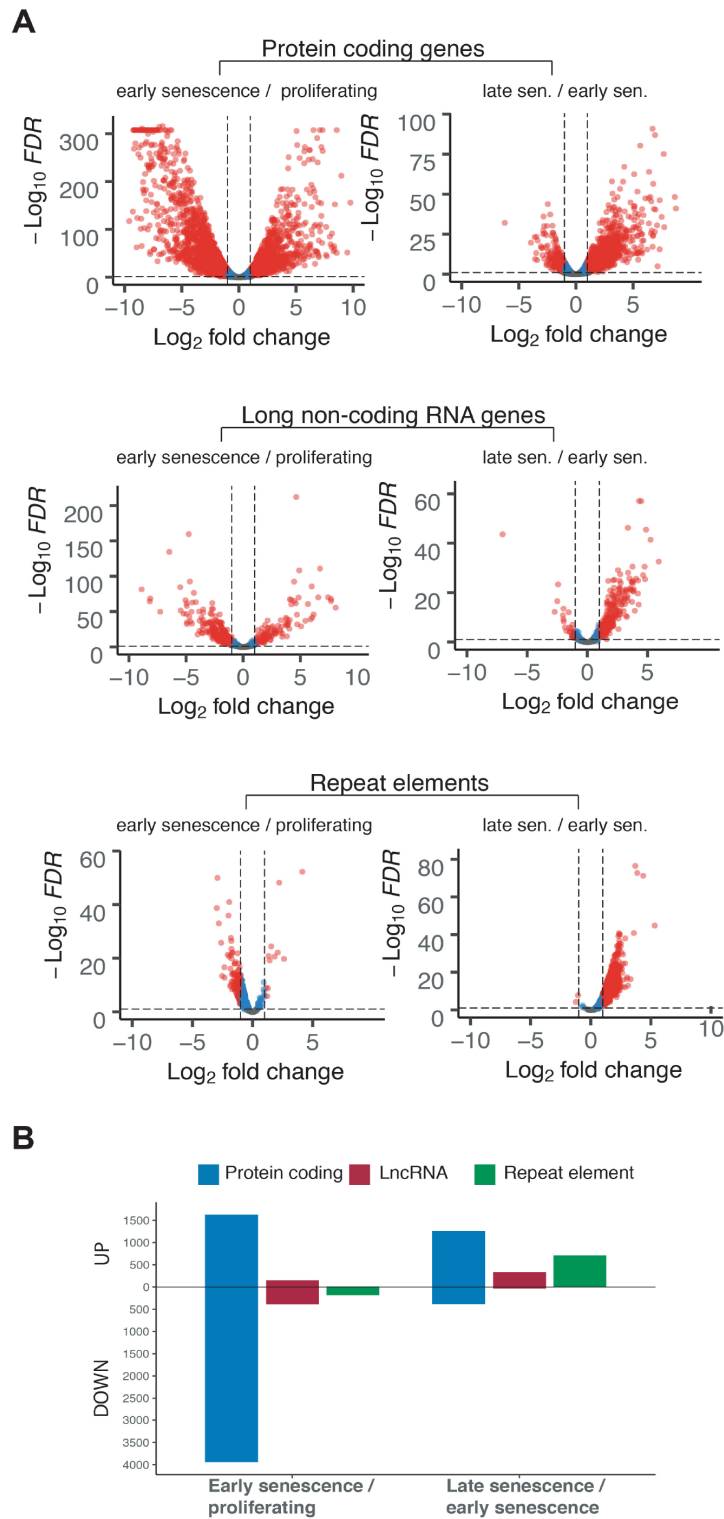 A
Protein coding genes
early senescence / proliferating
late sen. / early sen.
− Log10 FDR
300
200
100
0
−10 −5 0 5 10
Log2 fold change
− Log10 FDR
100
75
50
25
0
−10 −5 0 5
Log2 fold change
Long non-coding RNA genes
early senescence / proliferating
late sen. / early sen.
− Log10 FDR
200
150
100
50
0
−10 −5 0 5 10
Log2 fold change
− Log10 FDR
60
40
20
0
−10 −5 0 5
Log2 fold change
Repeat elements
early senescence / proliferating
late sen. / early sen.
− Log10 FDR
60
40
20
0
−10 −5 0 5
Log2 fold change
− Log10 FDR
80
60
40
20
0
−10 −5 0 5 10
Log2 fold change
B
Protein coding LncRNA Repeat element
UP
1500
1000
500
0
DOWN
500
1000
1500
2000
2500
3000
3500
4000
Early senescence /
proliferating
Late senescence /
early senescence